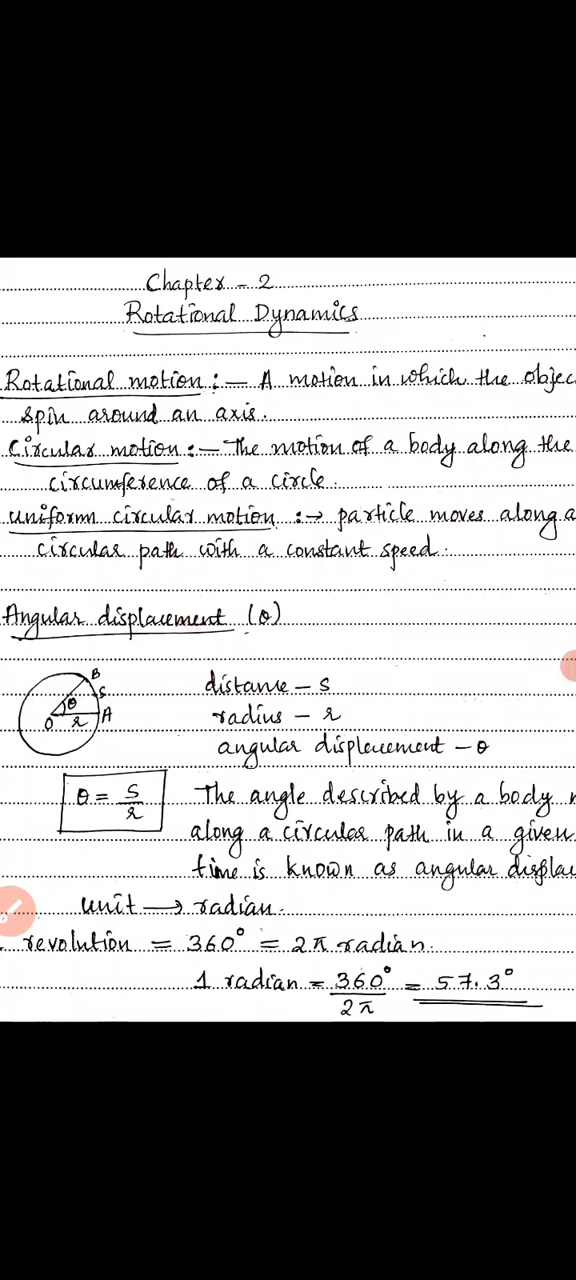 Chapter - 2
Rotational Dynamics
Rotational motion :- A motion in which the objec
spin around an axis.
Circular motion :- The motion of a body along the
circumference of a circle.
uniform circular motion :→ particle moves along a
circular path with a constant speed.
Angular displacement (θ)
B
S
θ
O r A
distance - S
radius - r
angular displacement - θ
θ = S/r The angle described by a body
along a circular path in a given
time is known as angular displac
unit → radian.
revolution = 360° = 2π radian.
1 radian = 360°/2π = 57.3°